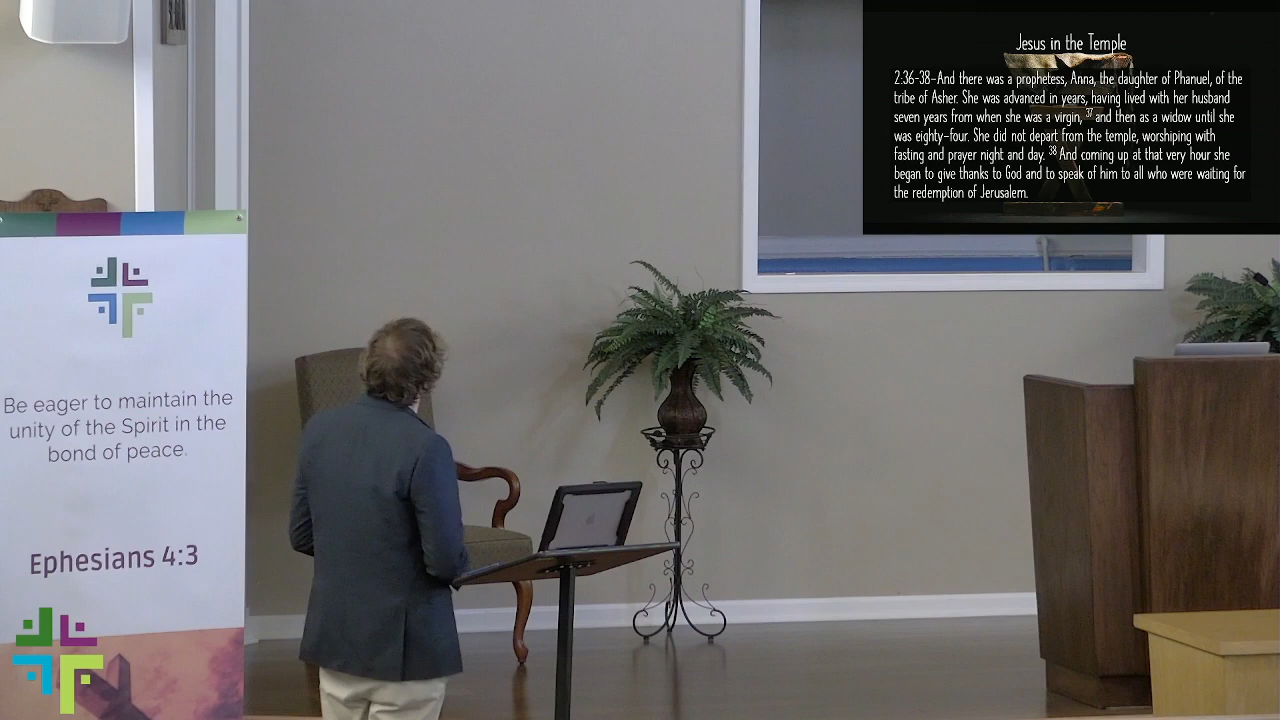 Jesus in the Temple
2:36-38-And there was a prophetess, Anna, the daughter of Phanuel, of the
tribe of Asher. She was advanced in years, having lived with her husband
seven years from when she was a virgin, 37 and then as a widow until she
was eighty-four. She did not depart from the temple, worshiping with
fasting and prayer night and day. 38 And coming up at that very hour she
began to give thanks to God and to speak of him to all who were waiting for
the redemption of Jerusalem.
Be eager to maintain the
unity of the Spirit in the
bond of peace.
Ephesians 4:3